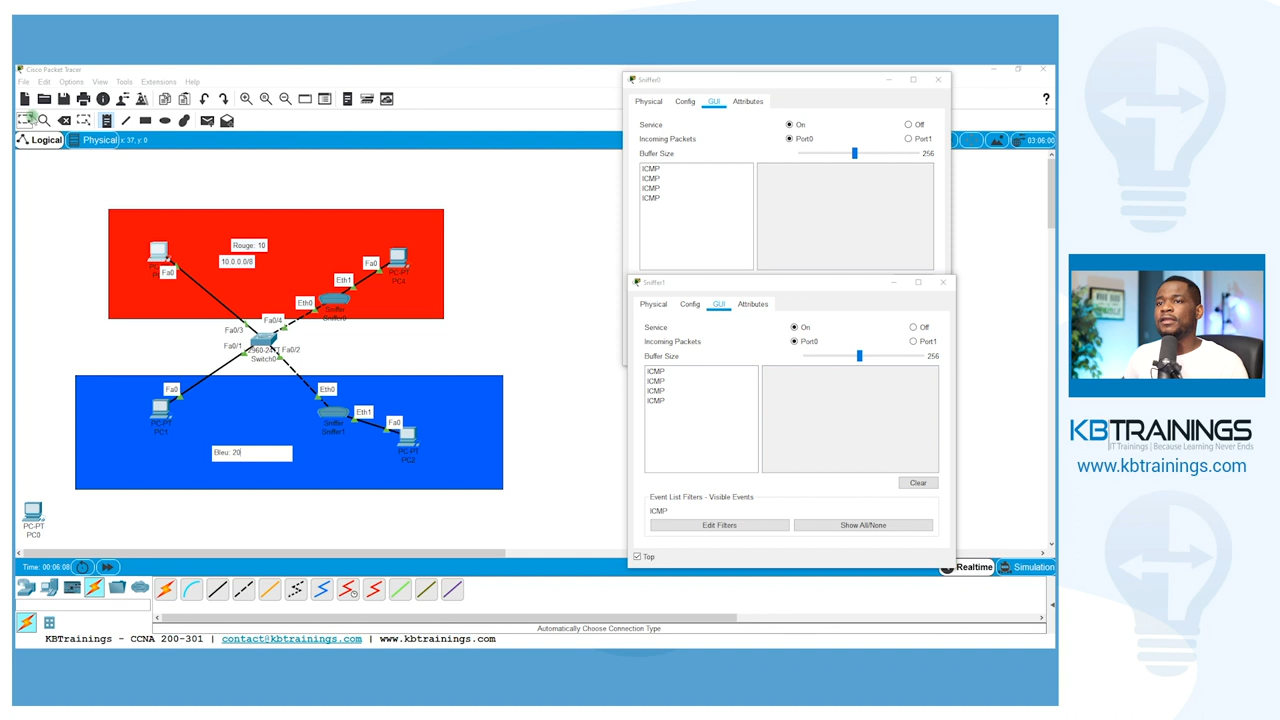 Cisco Packet Tracer
File Edit Options View Tools Extensions Help
?
Logical Physical x: 37, y: 0
03:06:00
Rouge: 10
10.0.0.0/8
Fa0
Fa0
PC-PT
PC4
Eth1
Eth0
Sniffer
Sniffer0
Fa0/4
Fa0/3
Fa0/1
Fa0/2
Switch0
Fa0
PC-PT
PC1
Eth0
Eth1
Sniffer
Sniffer1
Fa0
PC-PT
PC2
Bleu: 20
PC-PT
PC0
Sniffer0
Physical Config GUI Attributes
Service On Off
Incoming Packets Port0 Port1
Buffer Size 256
ICMP
ICMP
ICMP
ICMP
Sniffer1
Physical Config GUI Attributes
Service On Off
Incoming Packets Port0 Port1
Buffer Size 256
ICMP
ICMP
ICMP
ICMP
Clear
Event List Filters - Visible Events
ICMP
Edit Filters Show All/None
Top
Time: 00:06:08 Realtime Simulation
Automatically Choose Connection Type
KBTrainings - CCNA 200-301 | contact@kbtrainings.com | www.kbtrainings.com
KBTRAININGS
IT Trainings | Because Learning Never Ends
www.kbtrainings.com